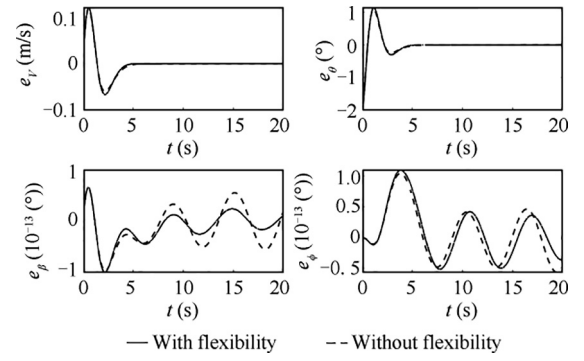 0.1
0
−0.1
e_V (m/s)
0 5 10 15 20
t (s)
1
0
−1
−2
e_θ (°)
0 5 10 15 20
t (s)
1
0
−1
e_β (10⁻¹³ (°))
0 5 10 15 20
t (s)
1.0
0.5
0
−0.5
e_ϕ (10⁻¹³ (°))
0 5 10 15 20
t (s)
— With flexibility -- Without flexibility